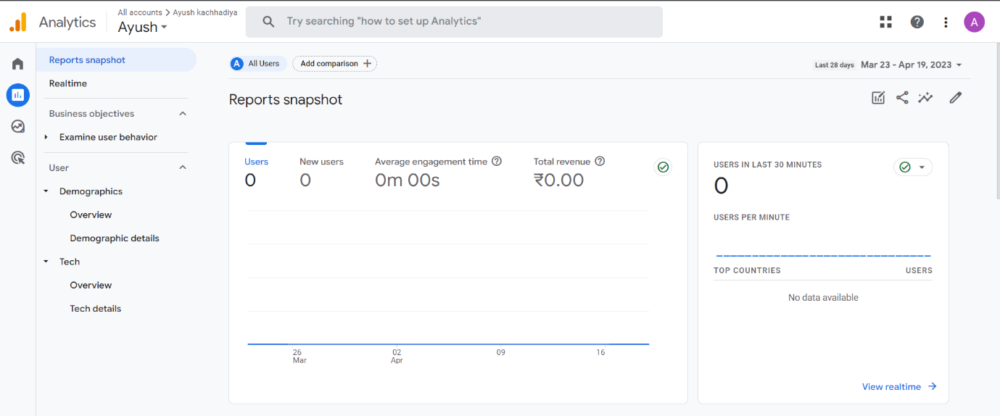 Analytics
All accounts > Ayush kachhadiya
Ayush
Try searching "how to set up Analytics"
A
Reports snapshot
Realtime
Business objectives
Examine user behavior
User
Demographics
Overview
Demographic details
Tech
Overview
Tech details
A All Users
Add comparison +
Last 28 days Mar 23 - Apr 19, 2023
Reports snapshot
Users
0
New users
0
Average engagement time
0m 00s
Total revenue
₹0.00
26
Mar
02
Apr
09
16
USERS IN LAST 30 MINUTES
0
USERS PER MINUTE
TOP COUNTRIES USERS
No data available
View realtime